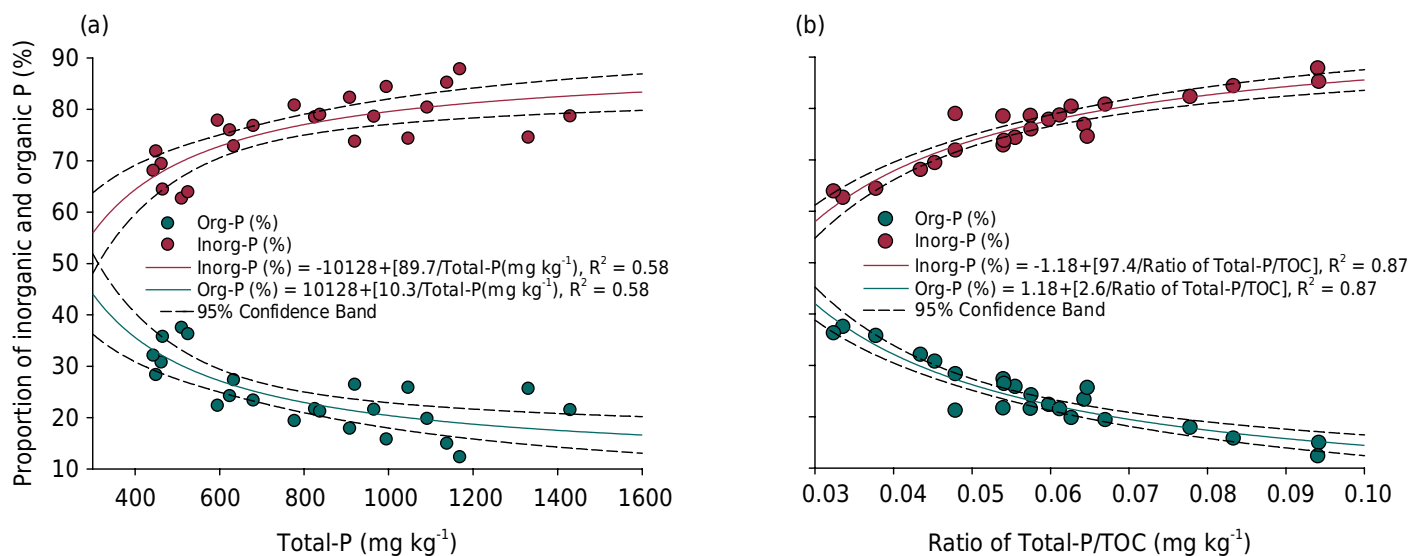 (a)
Proportion of inorganic and organic P (%)
90
80
70
60
50
40
30
20
10
Org-P (%)
Inorg-P (%)
Inorg-P (%) = -10128+[89.7/Total-P(mg kg⁻¹), R² = 0.58
Org-P (%) = 10128+[10.3/Total-P(mg kg⁻¹), R² = 0.58
95% Confidence Band
400 600 800 1000 1200 1400 1600
Total-P (mg kg⁻¹)
(b)
Org-P (%)
Inorg-P (%)
Inorg-P (%) = -1.18+[97.4/Ratio of Total-P/TOC], R² = 0.87
Org-P (%) = 1.18+[2.6/Ratio of Total-P/TOC], R² = 0.87
95% Confidence Band
0.03 0.04 0.05 0.06 0.07 0.08 0.09 0.10
Ratio of Total-P/TOC (mg kg⁻¹)